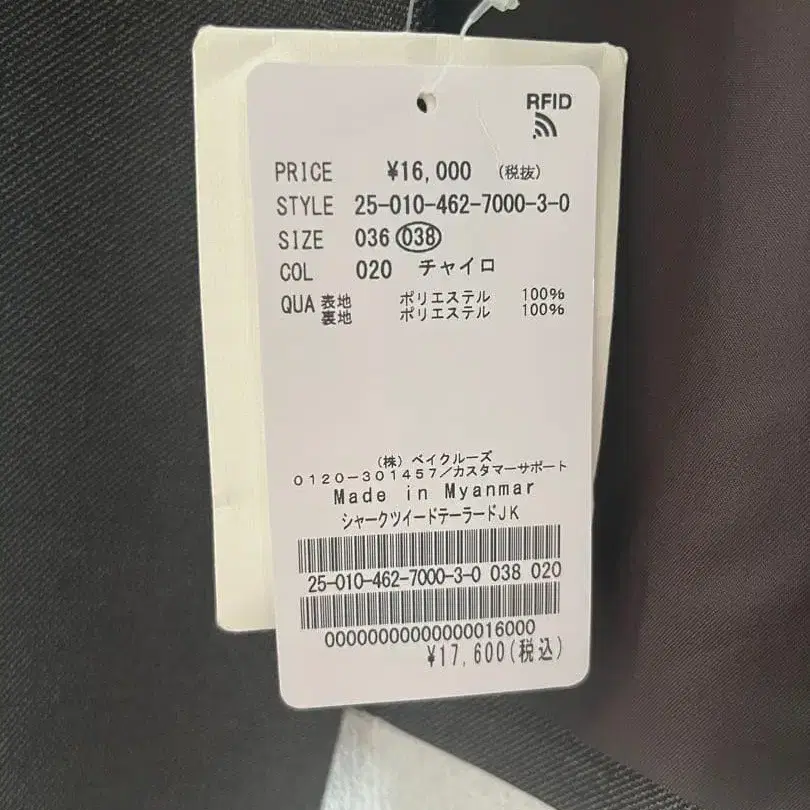 RFID
PRICE ¥16,000 (税抜)
STYLE 25-010-462-7000-3-0
SIZE 036 038
COL 020 チャイロ
QUA 表地 ポリエステル 100%
裏地 ポリエステル 100%
(株) ベイクルーズ
0120-301457/カスタマーサポート
Made in Myanmar
シャークツイードテーラードJK
25-010-462-7000-3-0 038 020
00000000000000016000
¥17,600(税込)